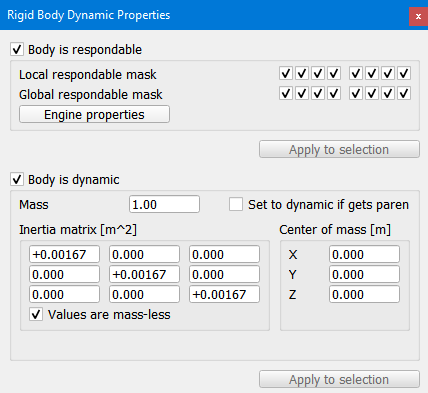 Rigid Body Dynamic Properties x
Body is respondable
Local respondable mask
Global respondable mask
Engine properties
Apply to selection
Body is dynamic
Mass 1.00 Set to dynamic if gets paren
Inertia matrix [m^2] Center of mass [m]
+0.00167 0.000 0.000 X 0.000
0.000 +0.00167 0.000 Y 0.000
0.000 0.000 +0.00167 Z 0.000
Values are mass-less
Apply to selection